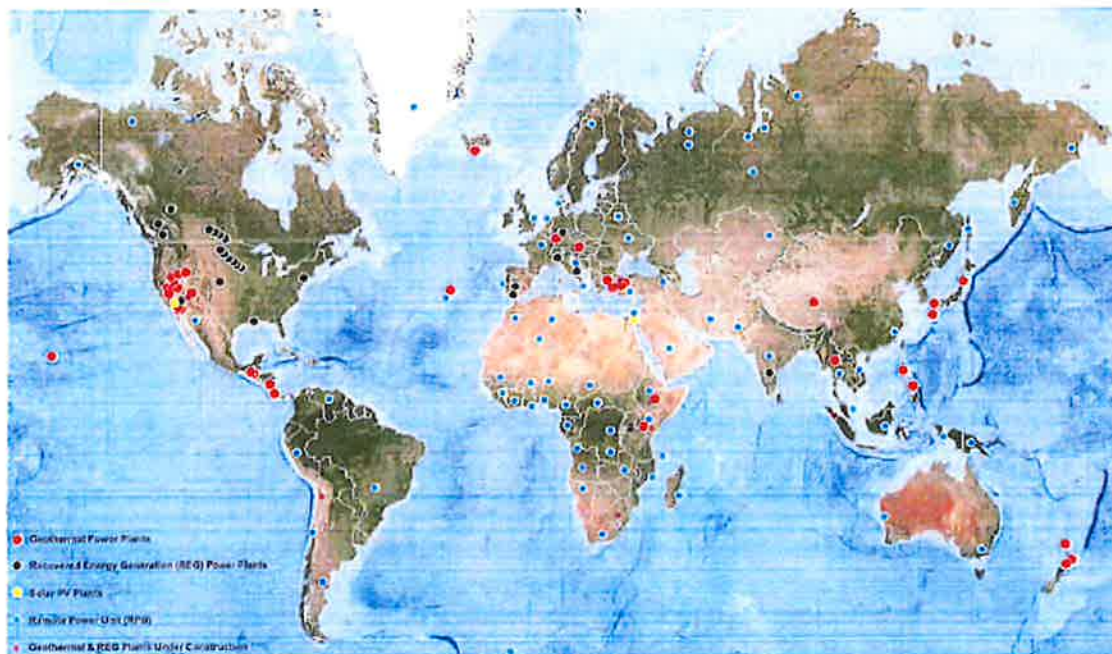 Geothermal Power Plants
Recovered Energy Generation (REG) Power Plants
Solar PV Plants
Remote Power Unit (RPU)
Geothermal & REG Plants Under Construction